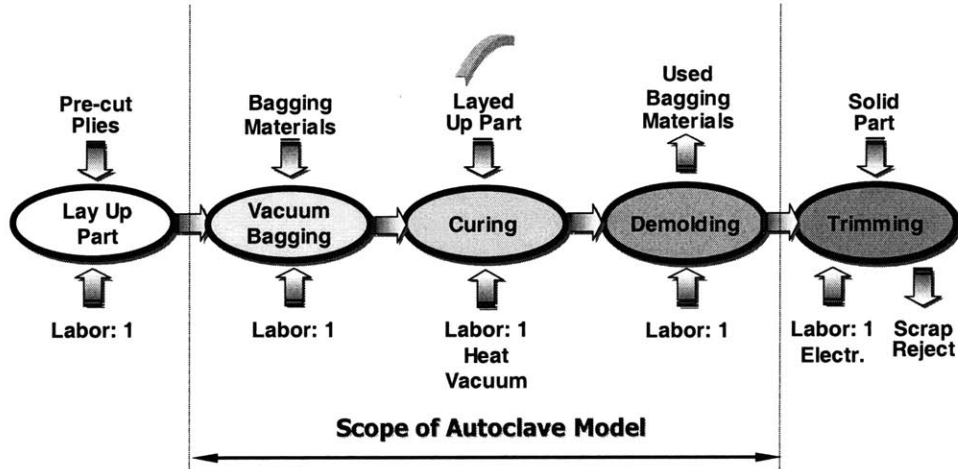 Pre-cut
Plies
Bagging
Materials
Layed
Up Part
Used
Bagging
Materials
Solid
Part
Lay Up
Part
Vacuum
Bagging
Curing
Demolding
Trimming
Labor: 1
Labor: 1
Labor: 1
Heat
Vacuum
Labor: 1
Labor: 1
Electr.
Scrap
Reject
Scope of Autoclave Model